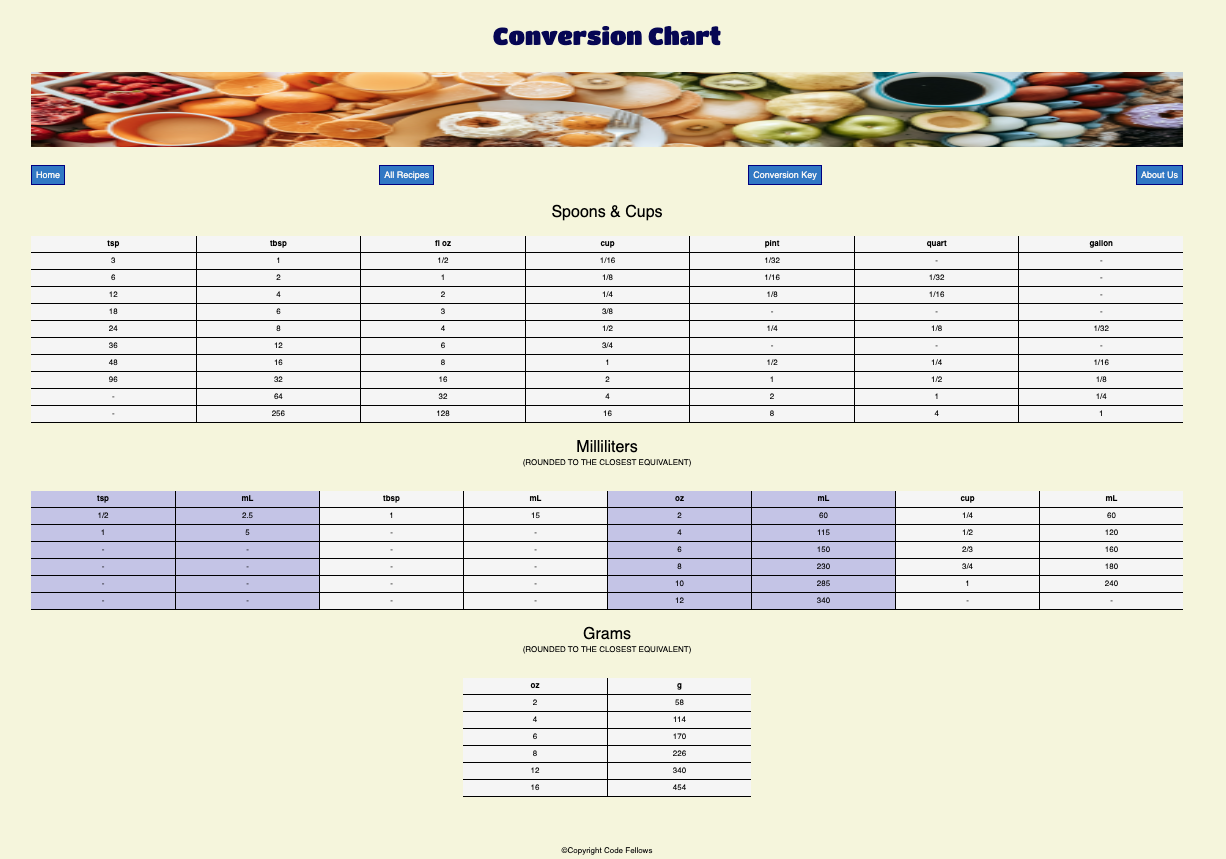 Conversion Chart
Home All Recipes Conversion Key About Us
Spoons & Cups
tsp tbsp fl oz cup pint quart gallon
3 1 1/2 1/16 1/32 - -
6 2 1 1/8 1/16 1/32 -
12 4 2 1/4 1/8 1/16 -
18 6 3 3/8 - - -
24 8 4 1/2 1/4 1/8 1/32
36 12 6 3/4 - - -
48 16 8 1 1/2 1/4 1/16
96 32 16 2 1 1/2 1/8
- 64 32 4 2 1 1/4
- 256 128 16 8 4 1
Milliliters
(ROUNDED TO THE CLOSEST EQUIVALENT)
tsp mL tbsp mL oz mL cup mL
1/2 2.5 1 15 2 60 1/4 60
1 5 - - 4 115 1/2 120
- - - - 6 150 2/3 160
- - - - 8 230 3/4 180
- - - - 10 285 1 240
- - - - 12 340 - -
Grams
(ROUNDED TO THE CLOSEST EQUIVALENT)
oz g
2 58
4 114
6 170
8 226
12 340
16 454
©Copyright Code Fellows